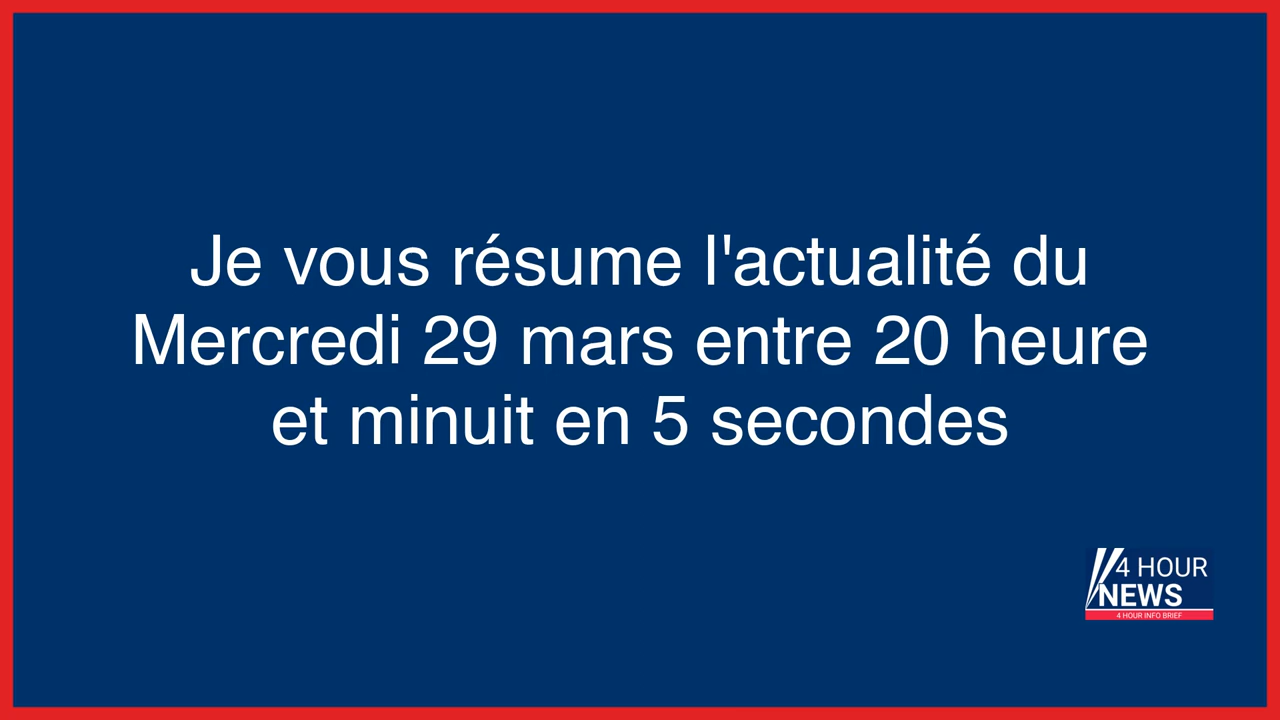 Je vous résume l'actualité du
Mercredi 29 mars entre 20 heure
et minuit en 5 secondes
4 HOUR
NEWS
4 HOUR INFO BRIEF